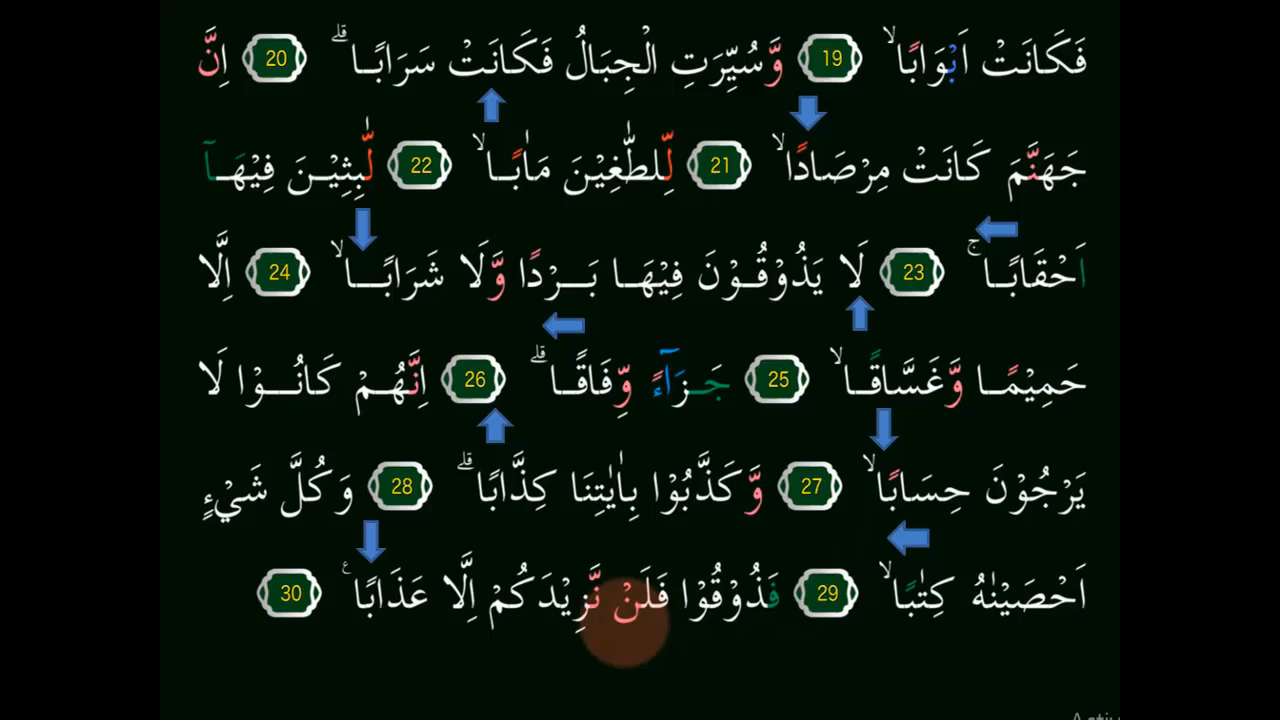 فَكَانَتْ اَبْوَابًاۙ 19 وَّسُيِّرَتِ الْجِبَالُ فَكَانَتْ سَرَابًاۗ 20 اِنَّ
جَهَنَّمَ كَانَتْ مِرْصَادًاۙ 21 لِّلطّٰغِيْنَ مَاٰبًاۙ 22 لّٰبِثِيْنَ فِيْهَآ
اَحْقَابًاۚ 23 لَا يَذُوْقُوْنَ فِيْهَا بَرْدًا وَّلَا شَرَابًاۙ 24 اِلَّا
حَمِيْمًا وَّغَسَّاقًاۙ 25 جَزَاۤءً وِّفَاقًاۗ 26 اِنَّهُمْ كَانُوْا لَا
يَرْجُوْنَ حِسَابًاۙ 27 وَّكَذَّبُوْا بِاٰيٰتِنَا كِذَّابًاۗ 28 وَكُلَّ شَيْءٍ
اَحْصَيْنٰهُ كِتٰبًاۙ 29 فَذُوْقُوْا فَلَنْ نَّزِيْدَكُمْ اِلَّا عَذَابًاࣖ 30